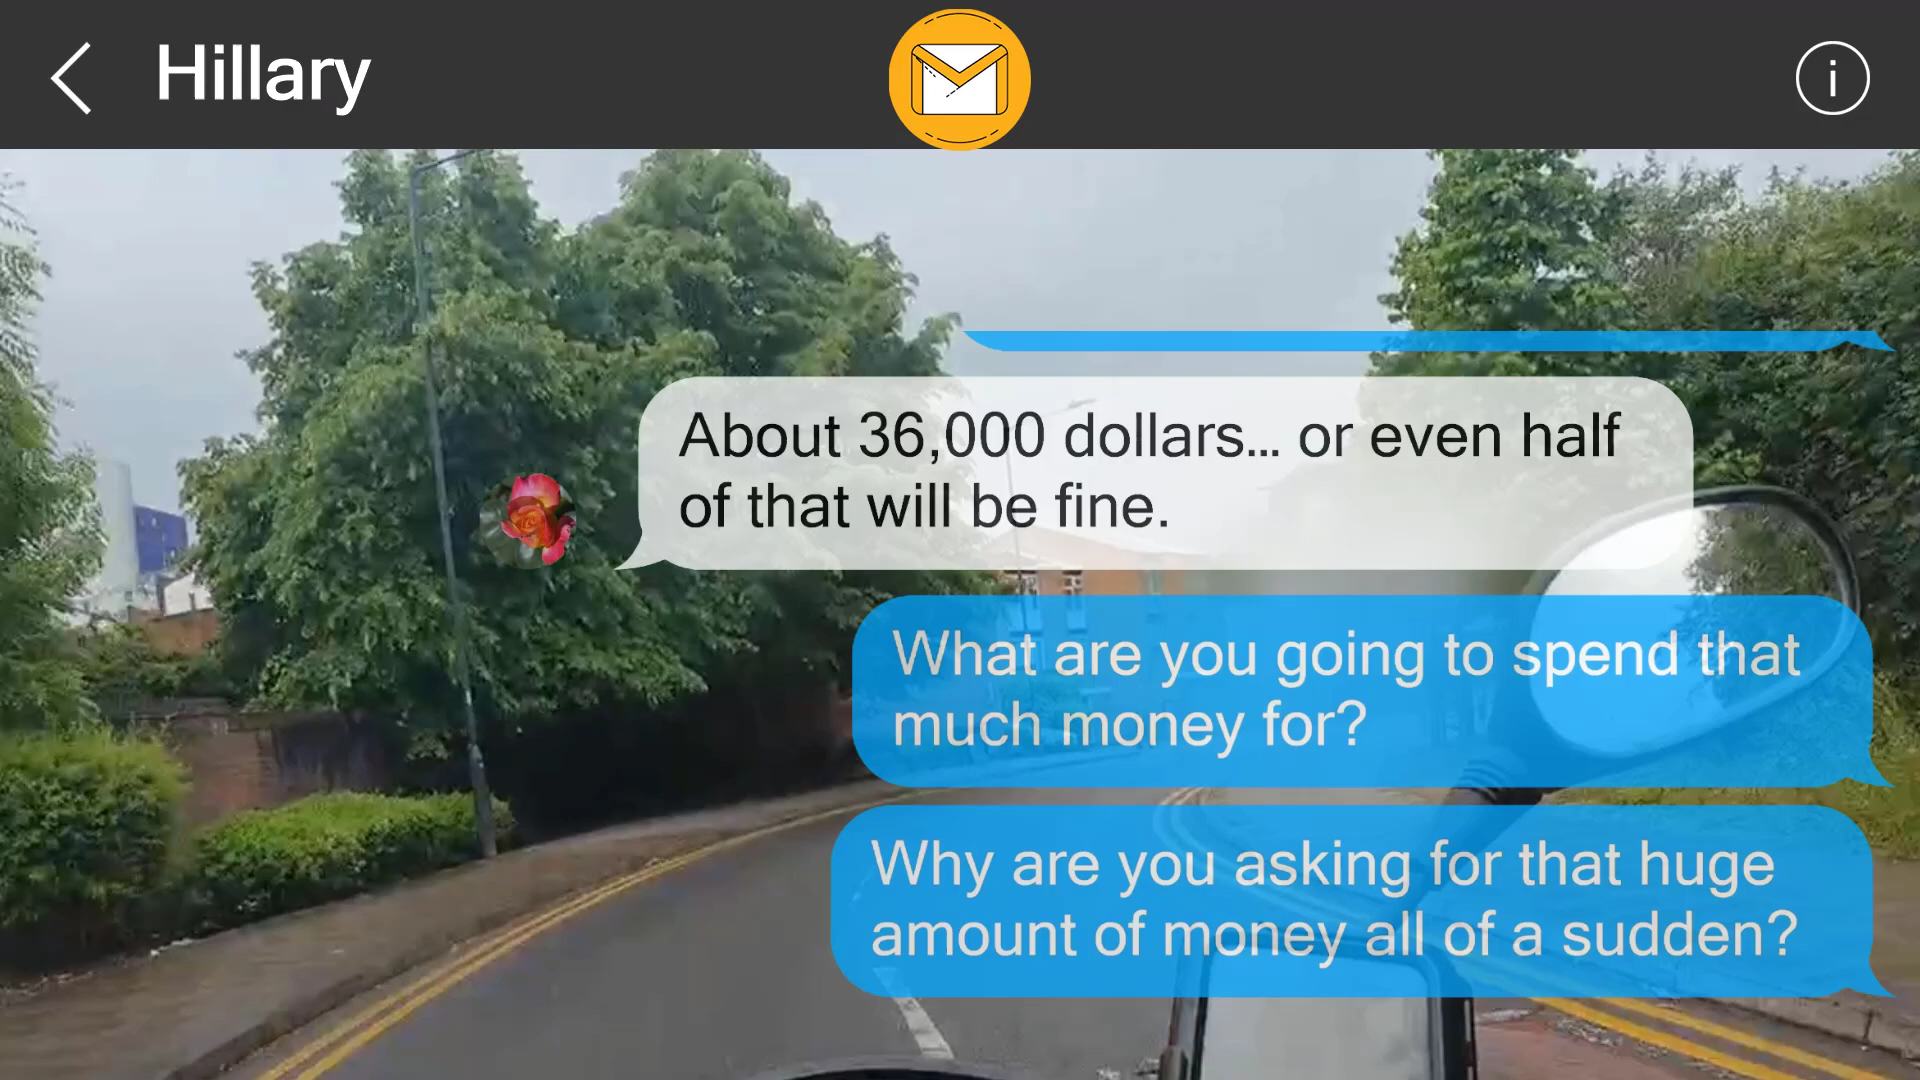 Hillary
About 36,000 dollars... or even half
of that will be fine.
What are you going to spend that
much money for?
Why are you asking for that huge
amount of money all of a sudden?